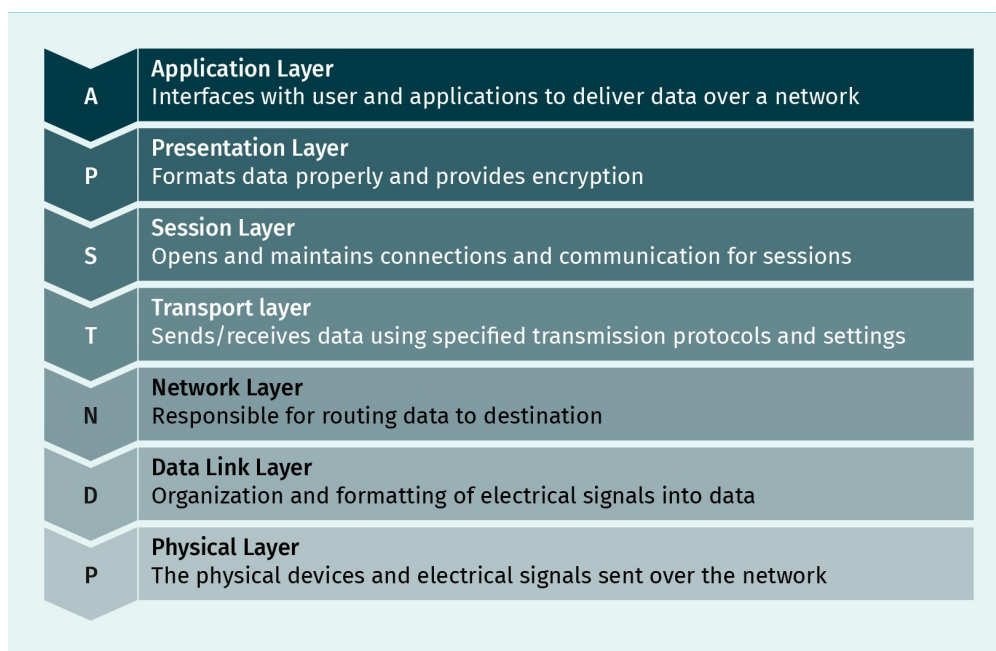 A
Application Layer
Interfaces with user and applications to deliver data over a network
P
Presentation Layer
Formats data properly and provides encryption
S
Session Layer
Opens and maintains connections and communication for sessions
T
Transport layer
Sends/receives data using specified transmission protocols and settings
N
Network Layer
Responsible for routing data to destination
D
Data Link Layer
Organization and formatting of electrical signals into data
P
Physical Layer
The physical devices and electrical signals sent over the network